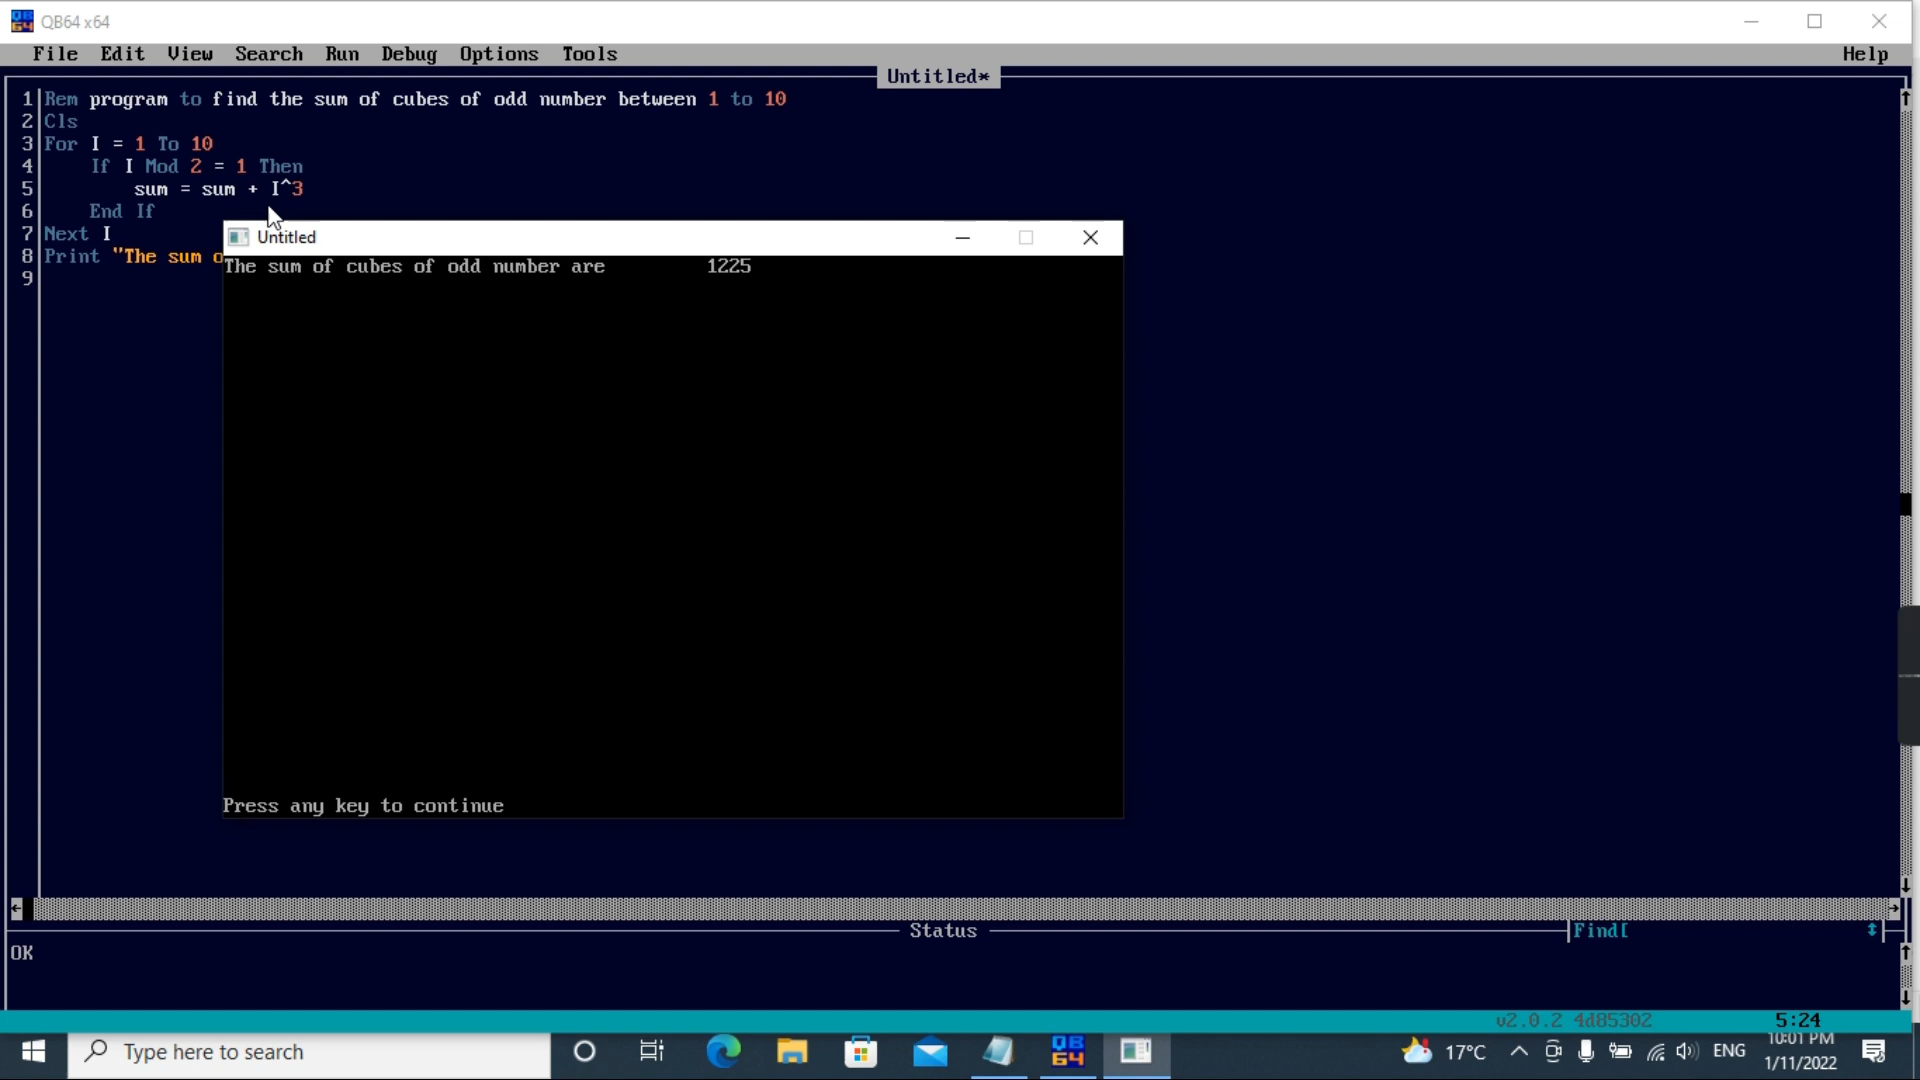 QB64 x64
File Edit View Search Run Debug Options Tools Help
Untitled*
1 Rem program to find the sum of cubes of odd number between 1 to 10
2 Cls
3 For I = 1 To 10
4 If I Mod 2 = 1 Then
5 sum = sum + I^3
6 End If
7 Next I
8 Print "The sum o
9
Untitled
The sum of cubes of odd number are 1225
Press any key to continue
Status
Find[
OK
v2.0.2 4d85302 5:24
Type here to search
QB
64
17°C
ENG
10:01 PM
1/11/2022